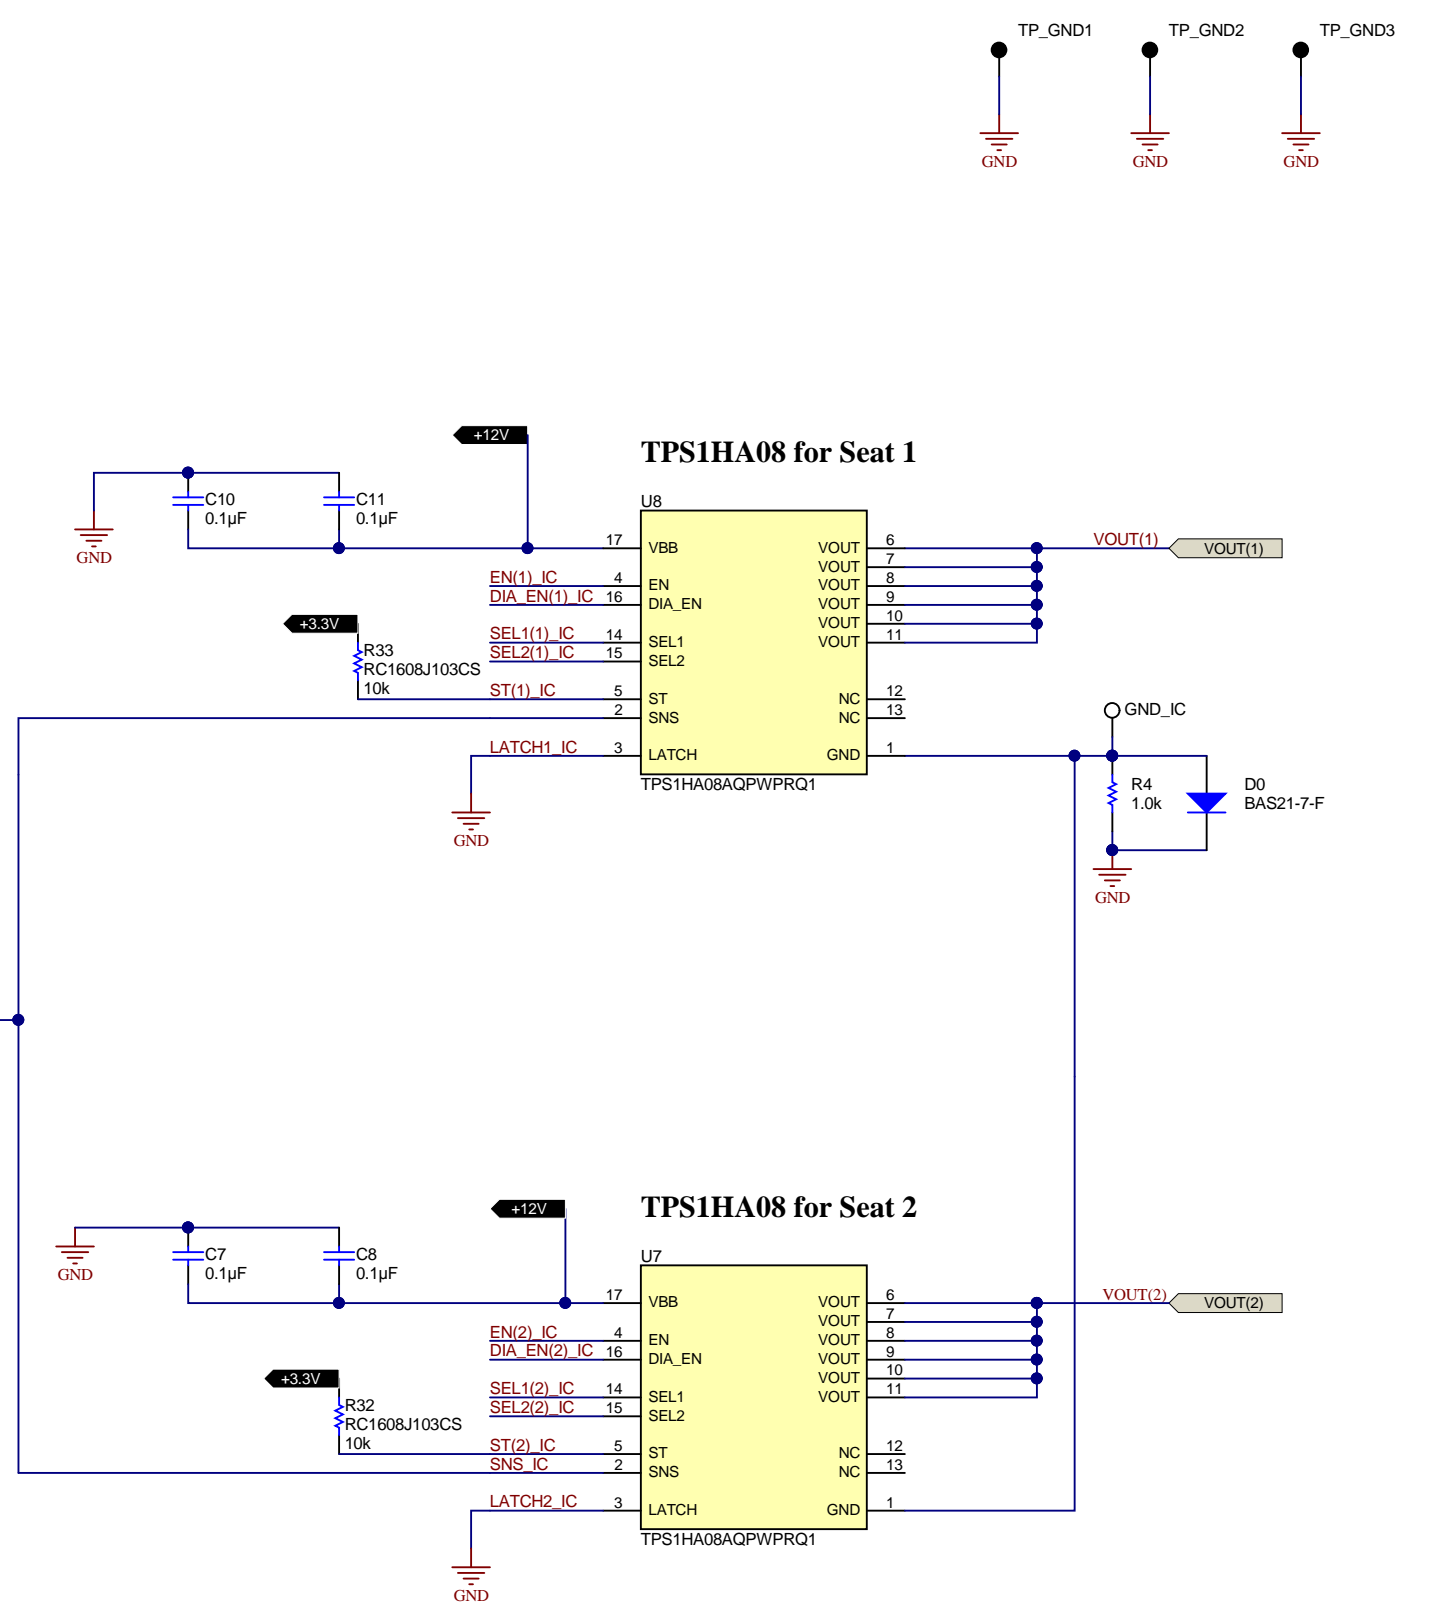 TP_GND1
TP_GND2
TP_GND3
GND
GND
GND
+12V
TPS1HA08 for Seat 1
U8
C10
0.1µF
C11
0.1µF
GND
17
VBB
VOUT
6
VOUT(1)
VOUT(1)
VOUT
7
EN(1)_IC
4
EN
VOUT
8
DIA_EN(1)_IC
16
DIA_EN
VOUT
9
VOUT
10
+3.3V
SEL1(1)_IC
14
SEL1
VOUT
11
SEL2(1)_IC
15
SEL2
R33
RC1608J103CS
10k
ST(1)_IC
5
ST
NC
12
2
SNS
NC
13
GND_IC
LATCH1_IC
3
LATCH
GND
1
TPS1HA08AQPWPRQ1
R4
1.0k
D0
BAS21-7-F
GND
GND
+12V
TPS1HA08 for Seat 2
U7
C7
0.1µF
C8
0.1µF
GND
17
VBB
VOUT
6
VOUT(2)
VOUT(2)
VOUT
7
EN(2)_IC
4
EN
VOUT
8
DIA_EN(2)_IC
16
DIA_EN
VOUT
9
+3.3V
VOUT
10
SEL1(2)_IC
14
SEL1
VOUT
11
SEL2(2)_IC
15
SEL2
R32
RC1608J103CS
10k
ST(2)_IC
5
ST
NC
12
SNS_IC
2
SNS
NC
13
LATCH2_IC
3
LATCH
GND
1
TPS1HA08AQPWPRQ1
GND